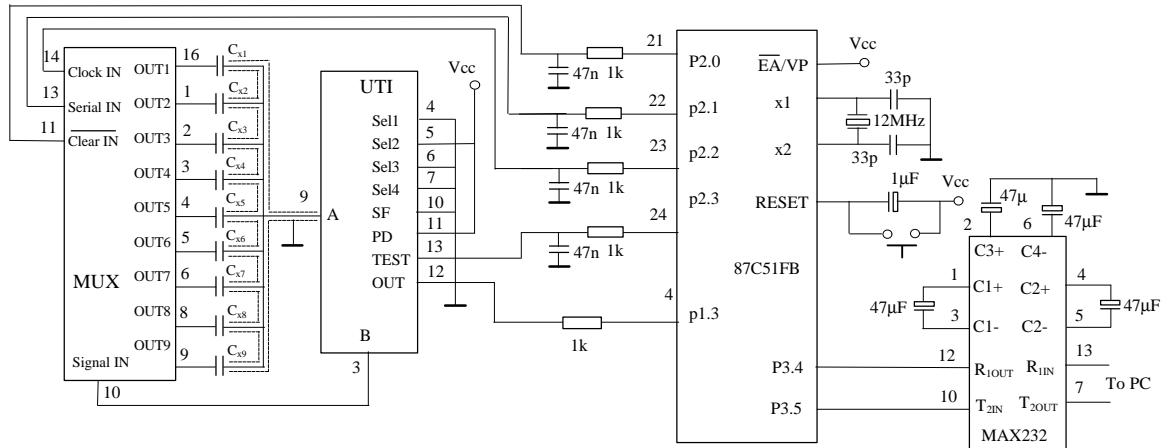 14
Clock IN
13
Serial IN
11
Clear IN
MUX
Signal IN
10
OUT1
OUT2
OUT3
OUT4
OUT5
OUT6
OUT7
OUT8
OUT9
16
1
2
3
4
5
6
8
9
Cx1
Cx2
Cx3
Cx4
Cx5
Cx6
Cx7
Cx8
Cx9
UTI
9
A
B
3
Sel1
Sel2
Sel3
Sel4
SF
PD
TEST
OUT
4
5
6
7
10
11
13
12
Vcc
47n
1k
47n
1k
47n
1k
47n
1k
1k
21
22
23
24
4
P2.0
p2.1
p2.2
p2.3
p1.3
87C51FB
EA/VP
x1
x2
RESET
P3.4
P3.5
Vcc
33p
12MHz
33p
1µF
Vcc
47µ
47µF
2
6
C3+
C4-
1
C1+
C2+
4
47µF
47µF
3
C1-
C2-
5
12
R1OUT
R1IN
13
10
T2IN
T2OUT
7
To PC
MAX232